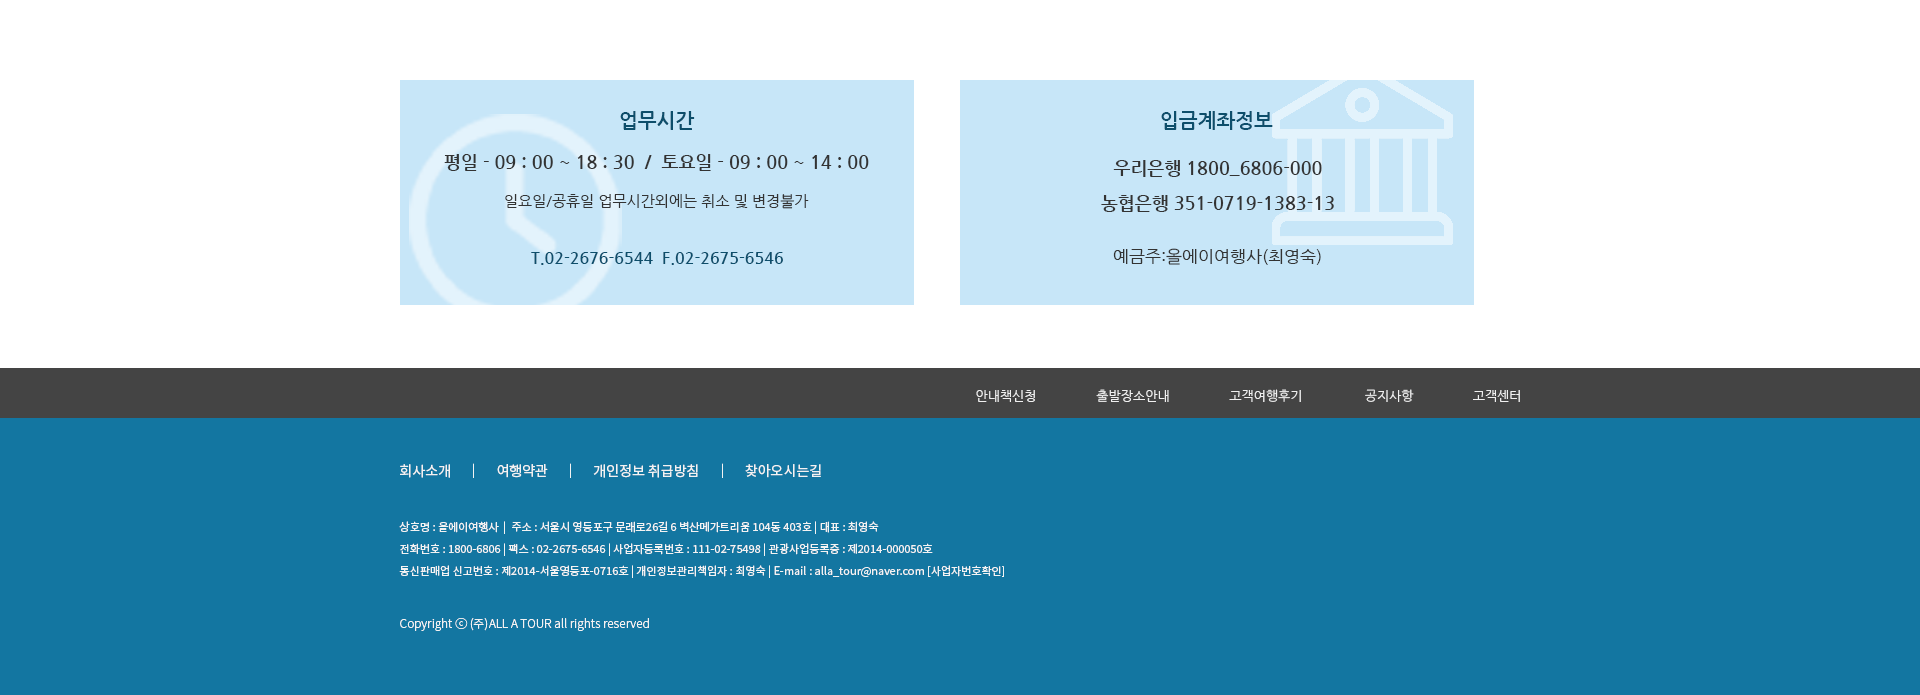 업무시간
평일 - 09 : 00 ~ 18 : 30 / 토요일 - 09 : 00 ~ 14 : 00
일요일/공휴일 업무시간외에는 취소 및 변경불가
T.02-2676-6544 F.02-2675-6546
입금계좌정보
우리은행 1800_6806-000
농협은행 351-0719-1383-13
예금주:올에이여행사(최영숙)
안내책신청 출발장소안내 고객여행후기 공지사항 고객센터
회사소개 | 여행약관 | 개인정보 취급방침 | 찾아오시는길
상호명 : 올에이여행사 | 주소 : 서울시 영등포구 문래로26길 6 벽산메가트리움 104동 403호 | 대표 : 최영숙
전화번호 : 1800-6806 | 팩스 : 02-2675-6546 | 사업자등록번호 : 111-02-75498 | 관광사업등록증 : 제2014-000050호
통신판매업 신고번호 : 제2014-서울영등포-0716호 | 개인정보관리책임자 : 최영숙 | E-mail : alla_tour@naver.com [사업자번호확인]
Copyright ⓒ (주)ALL A TOUR all rights reserved